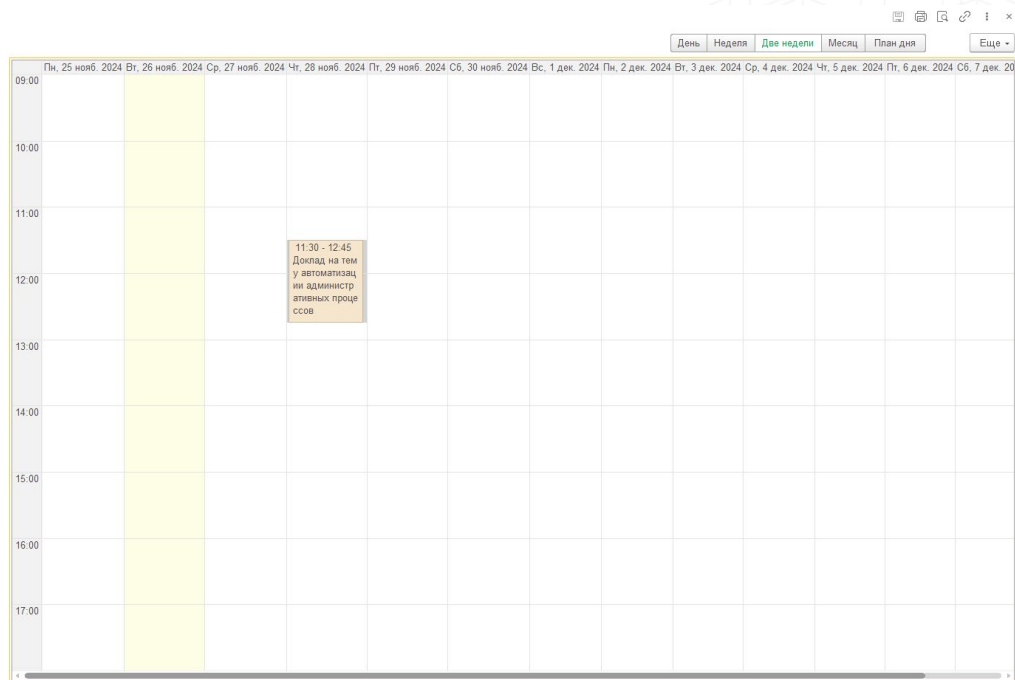 День Неделя Две недели Месяц План дня Еще
Пн, 25 нояб. 2024 Вт, 26 нояб. 2024 Ср, 27 нояб. 2024 Чт, 28 нояб. 2024 Пт, 29 нояб. 2024 Сб, 30 нояб. 2024 Вс, 1 дек. 2024 Пн, 2 дек. 2024 Вт, 3 дек. 2024 Ср, 4 дек. 2024 Чт, 5 дек. 2024 Пт, 6 дек. 2024 Сб, 7 дек. 20
09:00
10:00
11:00
11:30 - 12:45
Доклад на тем
у автоматизац
12:00
ии администр
ативных проце
ссов
13:00
14:00
15:00
16:00
17:00